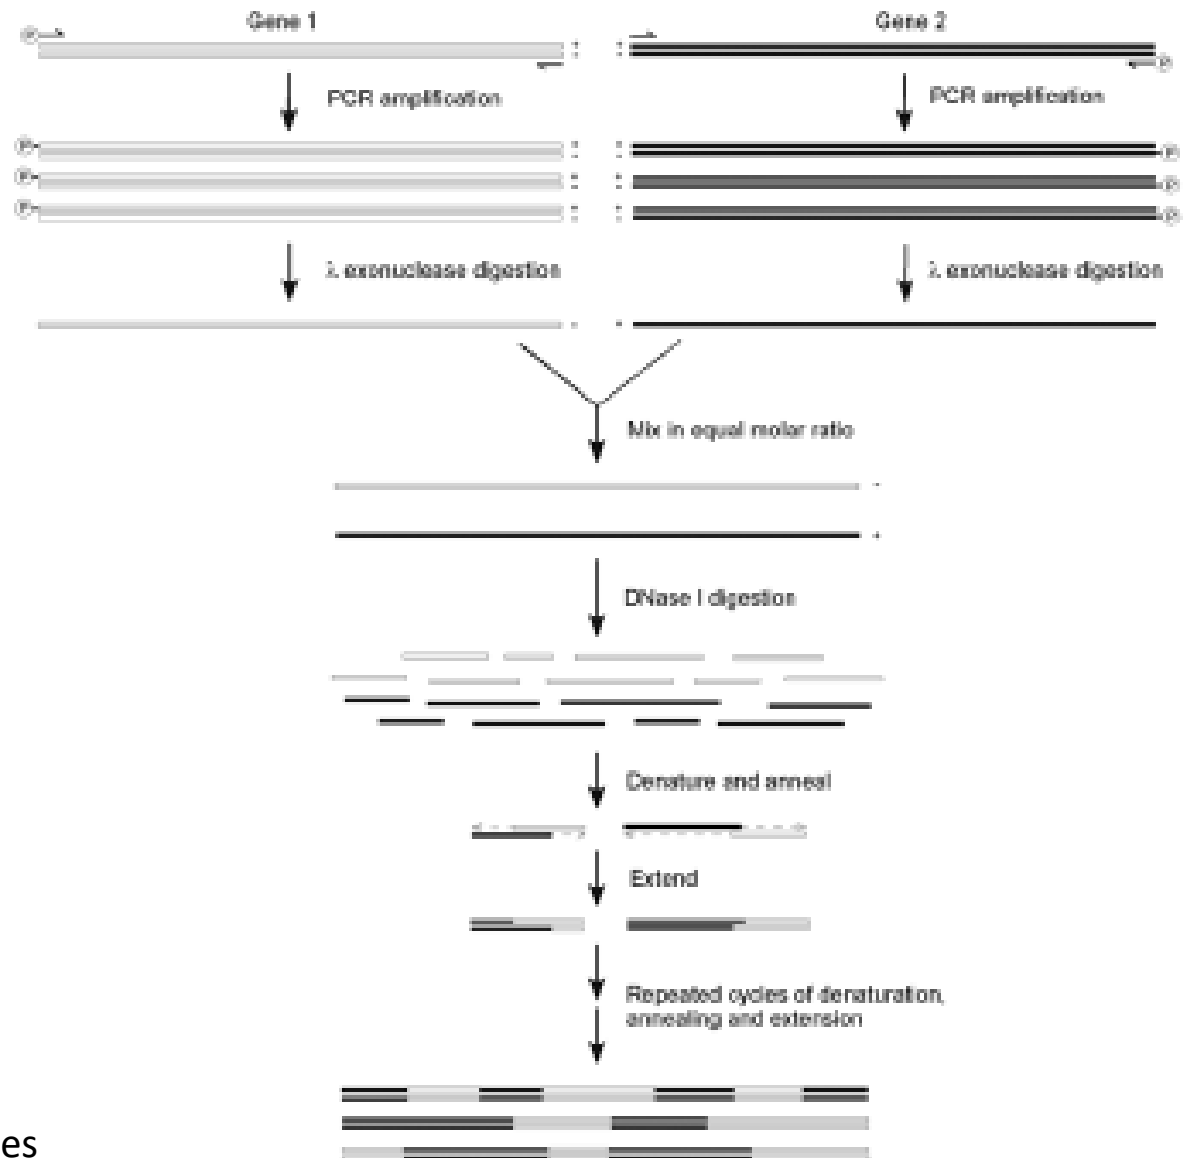 Gene 1
Gene 2
PCR amplification
PCR amplification
λ exonuclease digestion
λ exonuclease digestion
Mix in equal molar ratio
DNase I digestion
Denature and anneal
Extend
Repeated cycles of denaturation,
annealing and extension
es